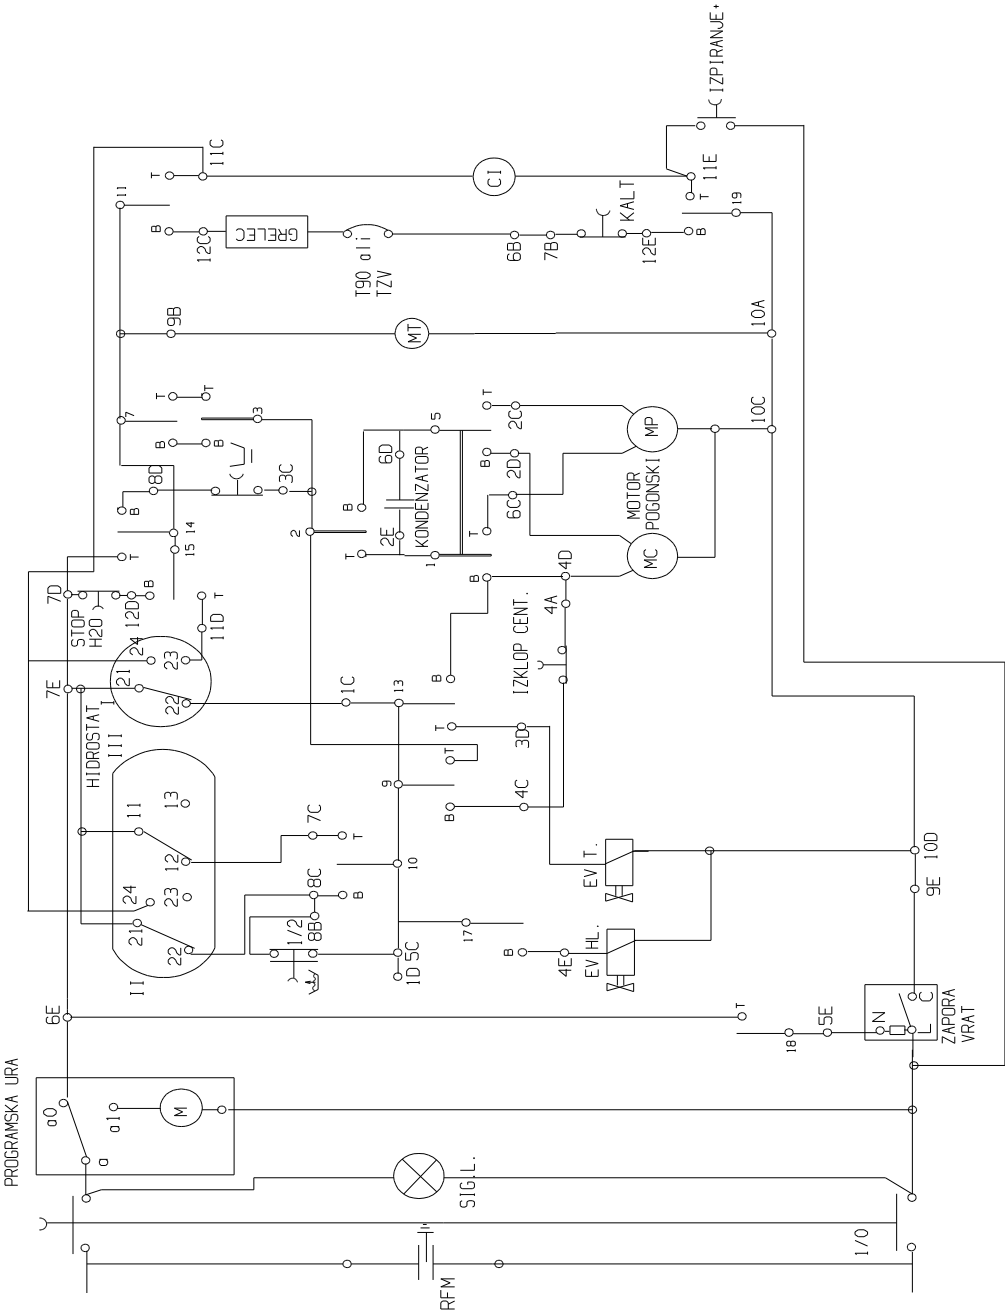 PROGRAMSKA URA
a0
6E
7E
7D
STOP
H2O
HIDROSTAT
I
III
II
a1
a
21
24
11
21
24
12D
B
T
B
8D
7
11
22
23
12
13
22
23
11D
T
15
14
B
T
B
T
9B
B
T
M
12C
11C
1/2
8B
8C
B
7C
T
1C
3C
3
GRELEC
2
T
B
T90 ali
TZV
1D
5C
10
9
13
2E
6D
KONDENZATOR
1
5
MT
RFM
SIG.L.
17
B
T
T
B
B
T
B
T
CI
B
4E
4C
3D
IZKLOP CENT.
4A
4D
6C
2D
2C
6B
7B
KALT
EV HL.
EV T.
MC
MOTOR
POGONSKI
MP
12E
B
T
11E
IZPIRANJE+
T
18
5E
19
10C
10A
1/0
N
L
C
ZAPORA
VRAT
9E
10D